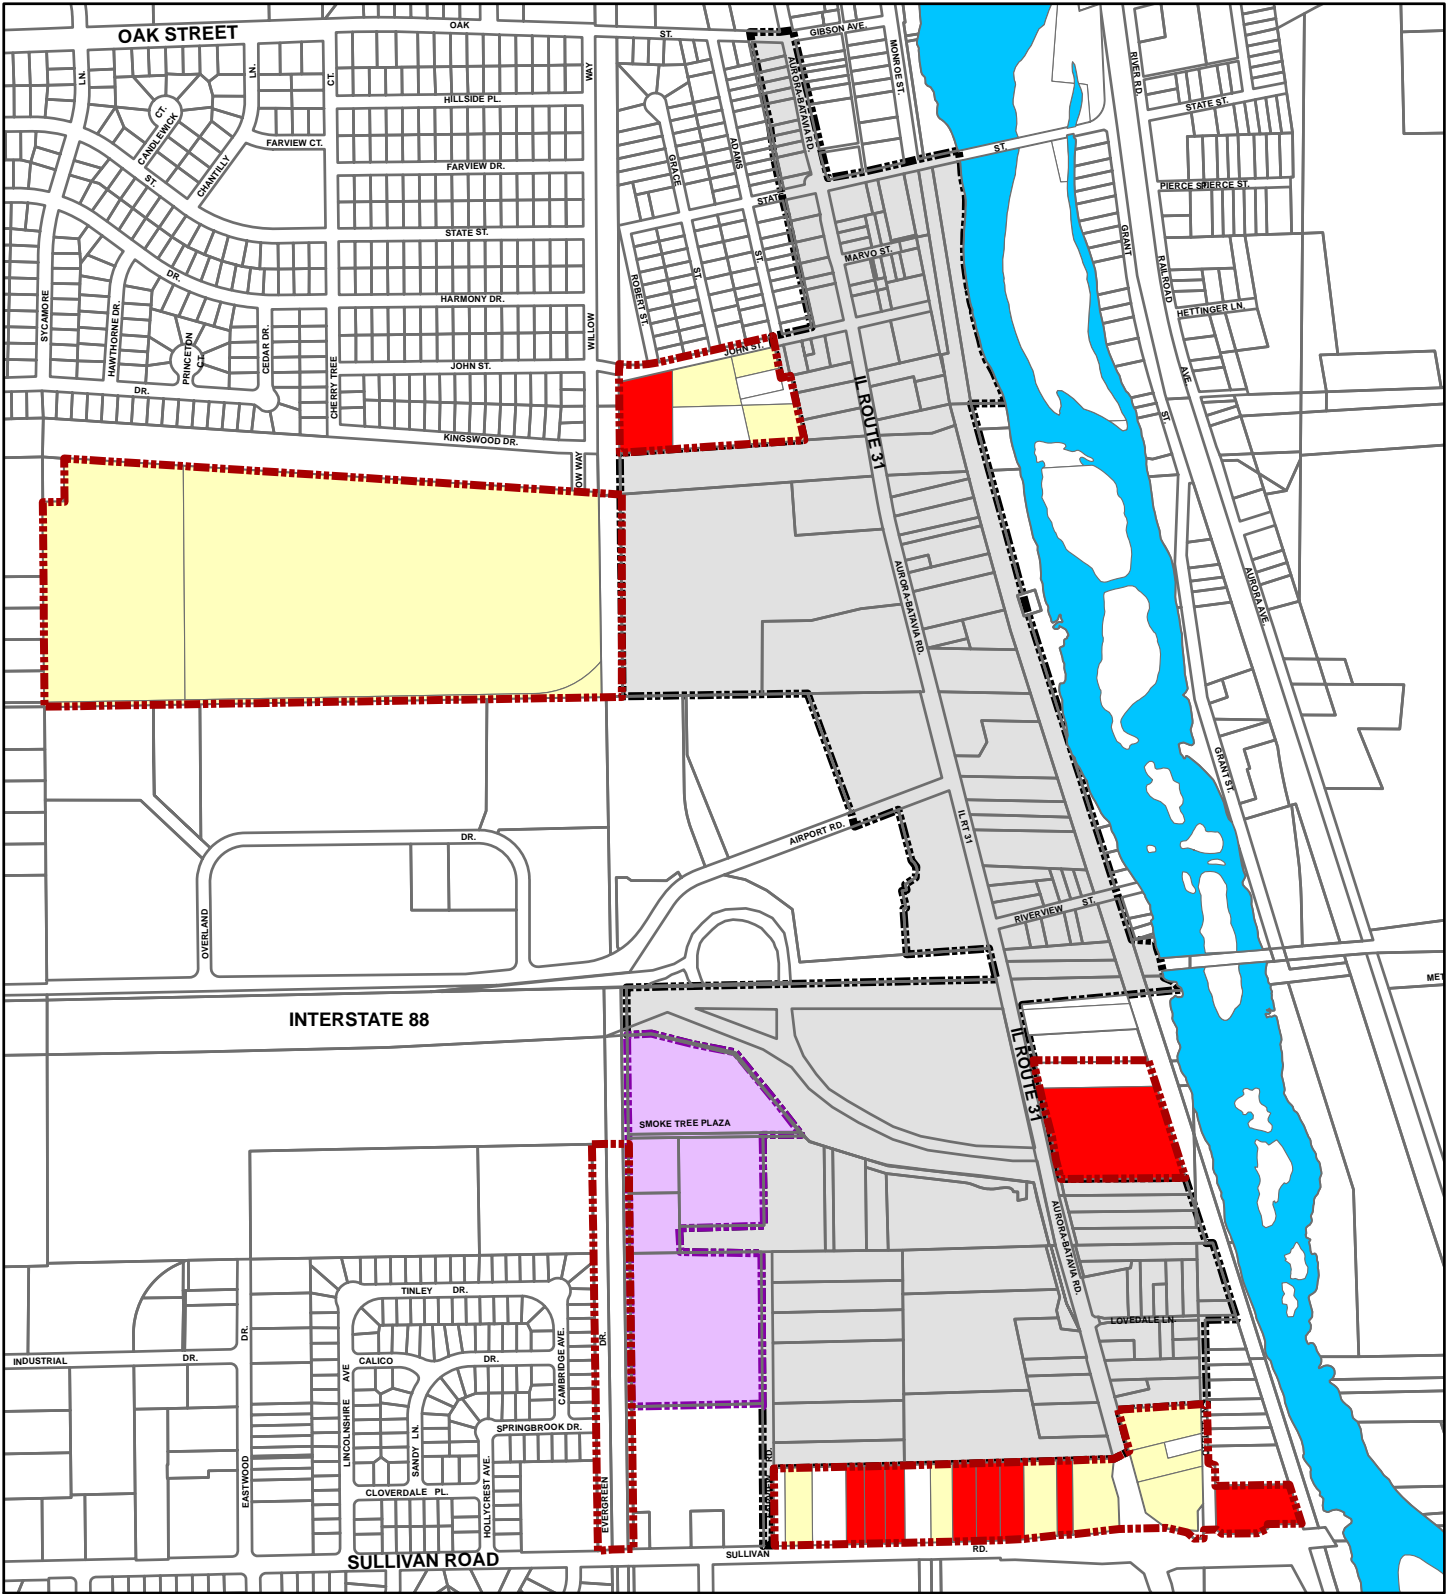 OAK STREET
OAK
ST.
GIBSON AVE.
MONROE ST.
RIVER RD.
LN.
LN.
CT.
WAY
AURORA-BATAVIA RD.
HILLSIDE PL.
STATE ST.
CT.
CANDLEWICK
FARVIEW CT.
ADAMS
ST.
CHANTILLY
FARVIEW DR.
GRACE
ST.
PIERCE ST.
STATE ST.
GRANT
MARVO ST.
ST.
ST.
DR.
ROBERT ST.
RAILROAD
HARMONY DR.
HETTINGER LN.
SYCAMORE
HAWTHORNE DR.
PRINCETON
CT.
CEDAR DR.
WILLOW
JOHN ST.
JOHN ST.
CHERRY TREE
AVE.
DR.
KINGSWOOD DR.
IL ROUTE 31
ST.
OW WAY
AURORA-BATAVIA RD.
AURORA AVE.
GRANT ST.
AIRPORT RD.
IL RT 31
DR.
OVERLAND
RIVERVIEW
ST.
MET
INTERSTATE 88
IL ROUTE 31
SMOKE TREE PLAZA
AURORA-BATAVIA RD.
TINLEY
DR.
LOVEDALE LN.
DR.
DR.
INDUSTRIAL
DR.
CALICO
DR.
LINCOLNSHIRE
AVE
CAMBRIDGE AVE.
SANDY LN.
SPRINGBROOK DR.
EASTWOOD
HOLLYCREST AVE.
EVERGREEN
RD.
CLOVERDALE
PL.
SULLIVAN ROAD
SULLIVAN
RD.